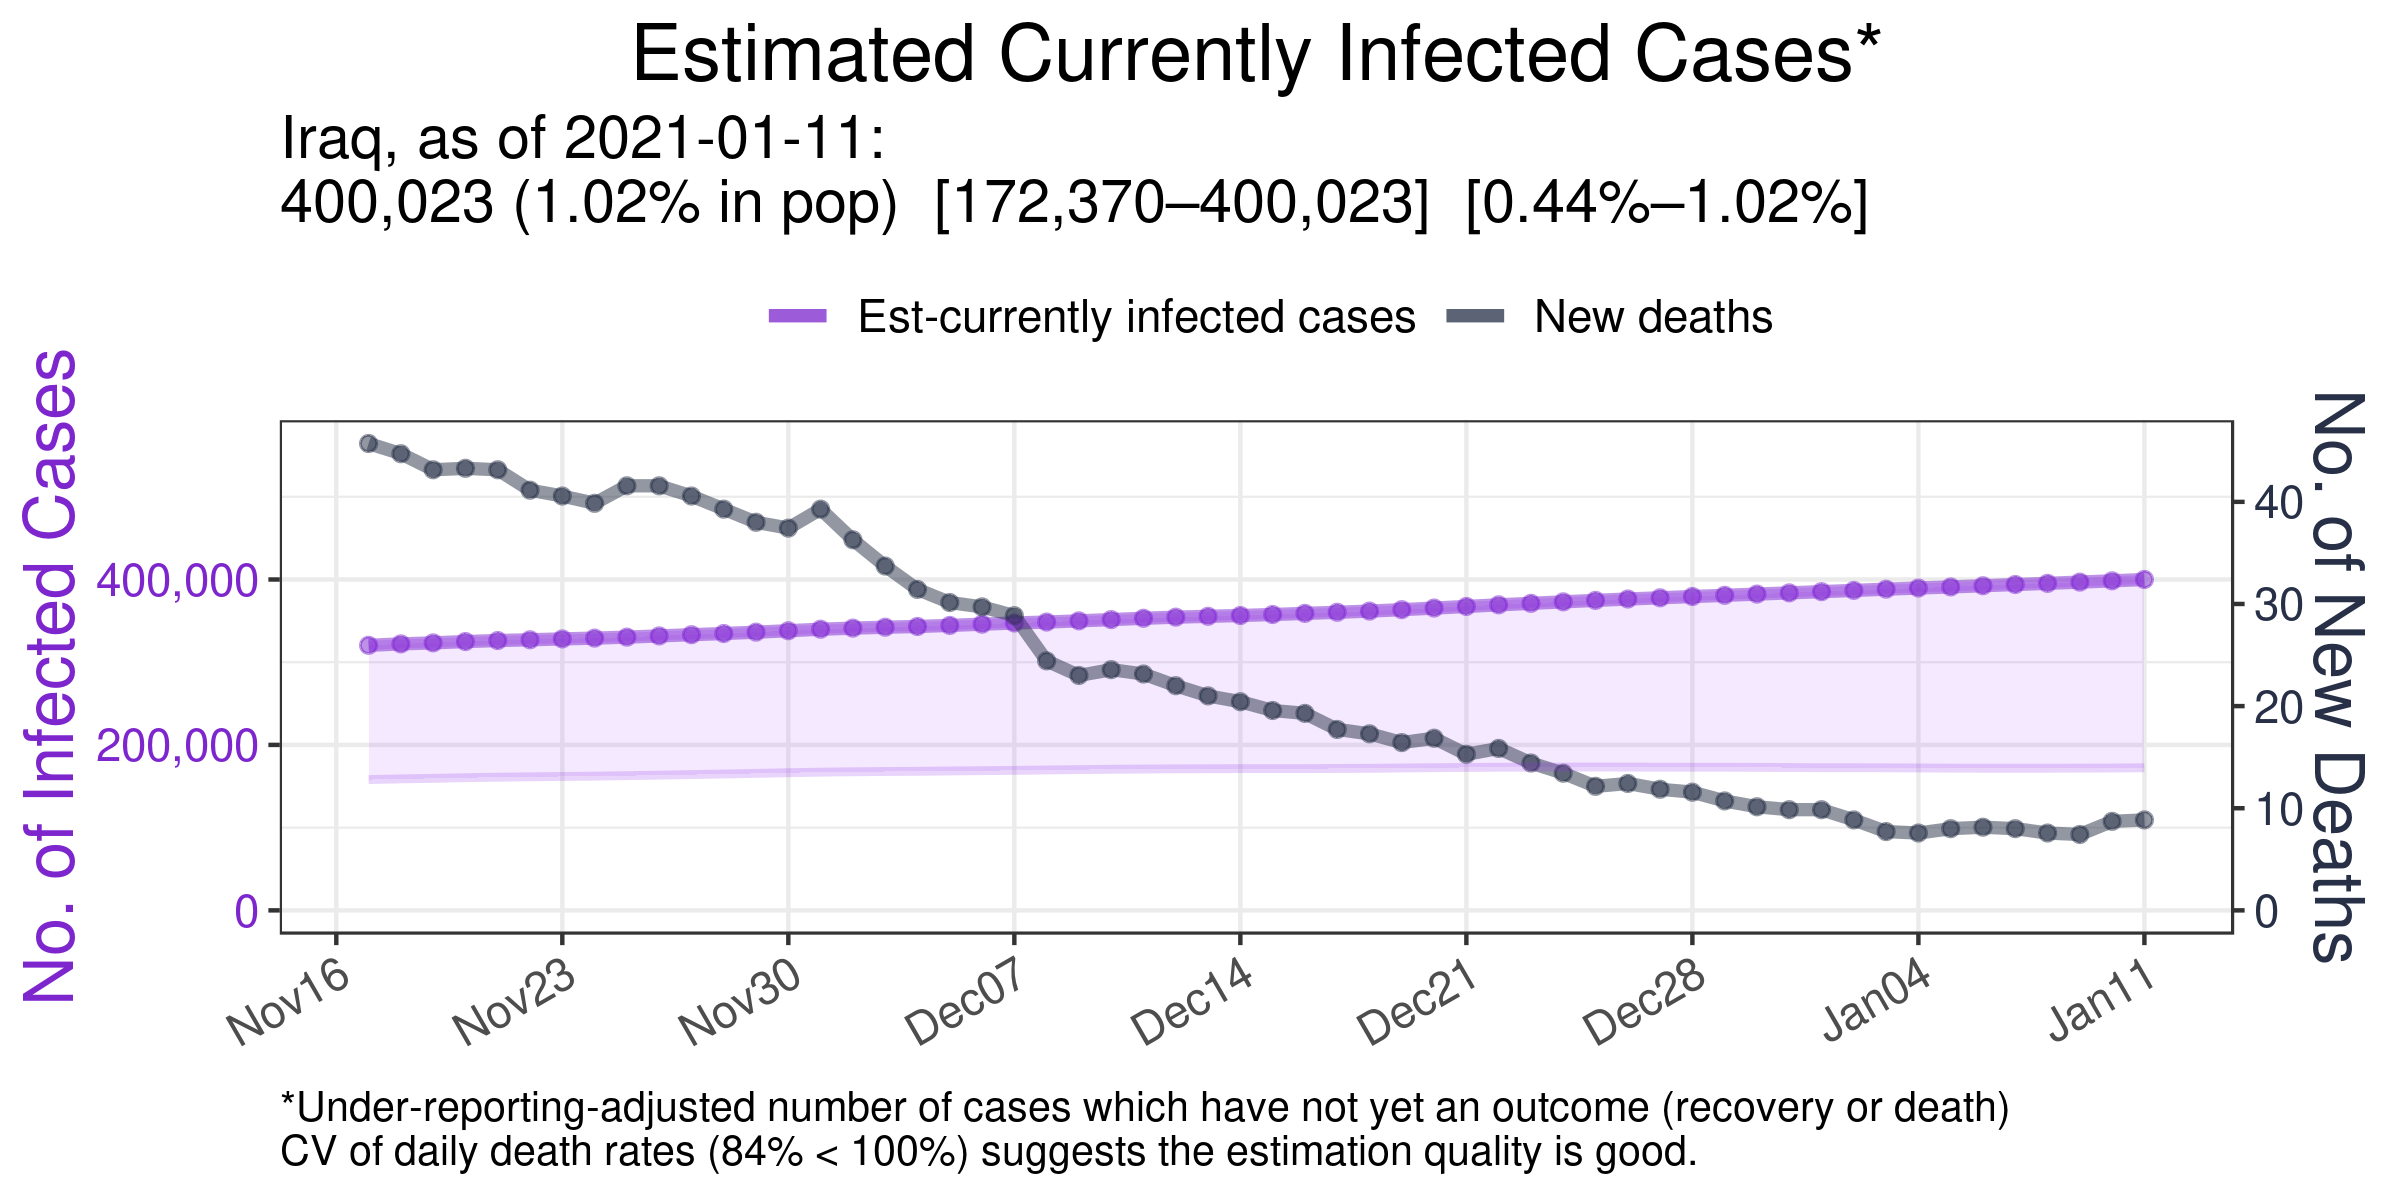 Estimated Currently Infected Cases*
Iraq, as of 2021-01-11:
400,023 (1.02% in pop)  [172,370–400,023]  [0.44%–1.02%]
Est-currently infected cases
New deaths
No. of Infected Cases
400,000
200,000
0
No. of New Deaths
40
30
20
10
0
Nov16
Nov23
Nov30
Dec07
Dec14
Dec21
Dec28
Jan04
Jan11
*Under-reporting-adjusted number of cases which have not yet an outcome (recovery or death)
CV of daily death rates (84% < 100%) suggests the estimation quality is good.